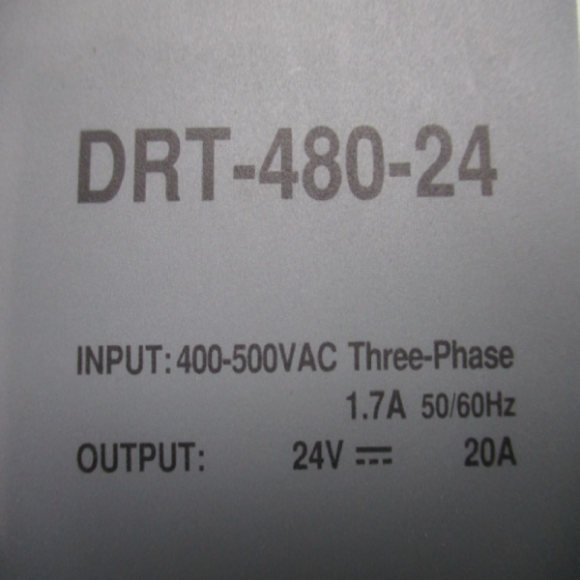 DRT-480-24
INPUT: 400-500VAC Three-Phase
1.7A 50/60Hz
OUTPUT: 24V ⎓ 20A